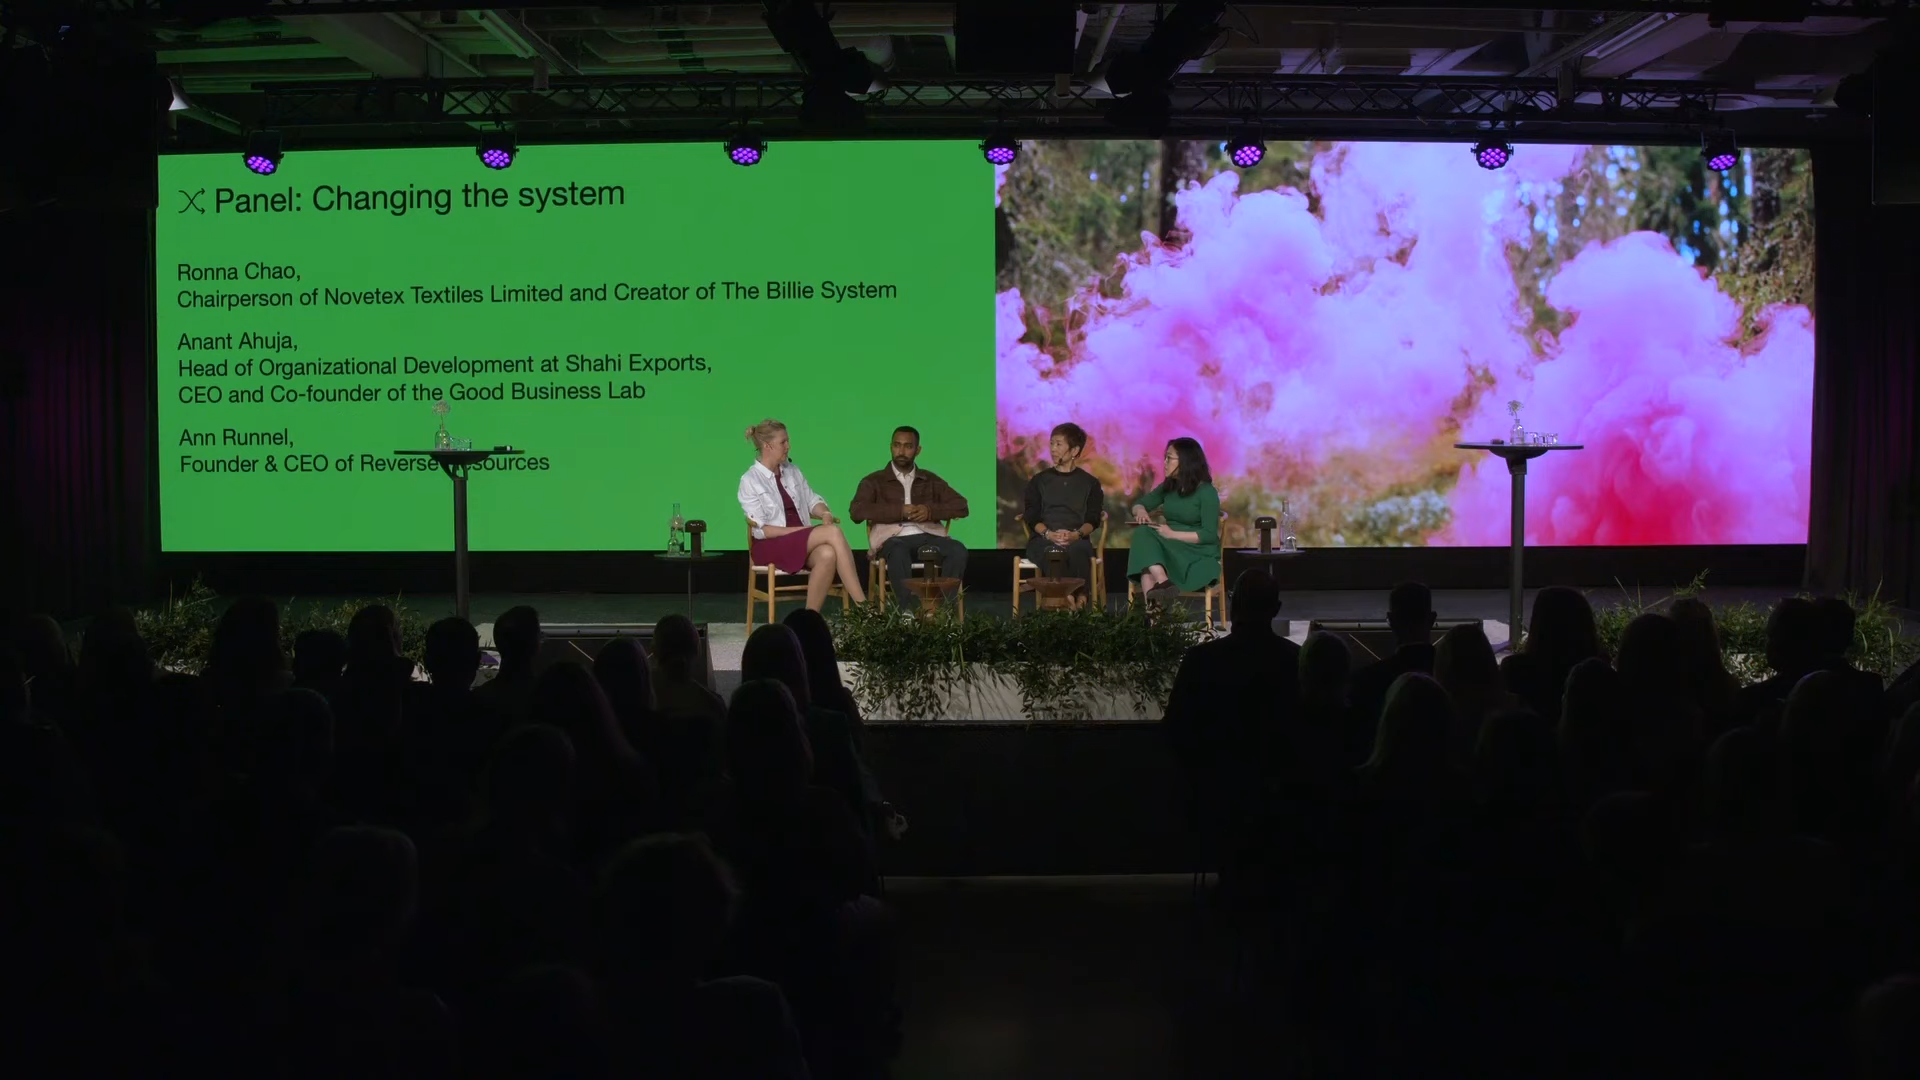 Panel: Changing the system
Ronna Chao,
Chairperson of Novetex Textiles Limited and Creator of The Billie System
Anant Ahuja,
Head of Organizational Development at Shahi Exports,
CEO and Co-founder of the Good Business Lab
Ann Runnel,
Founder & CEO of Reverse Resources